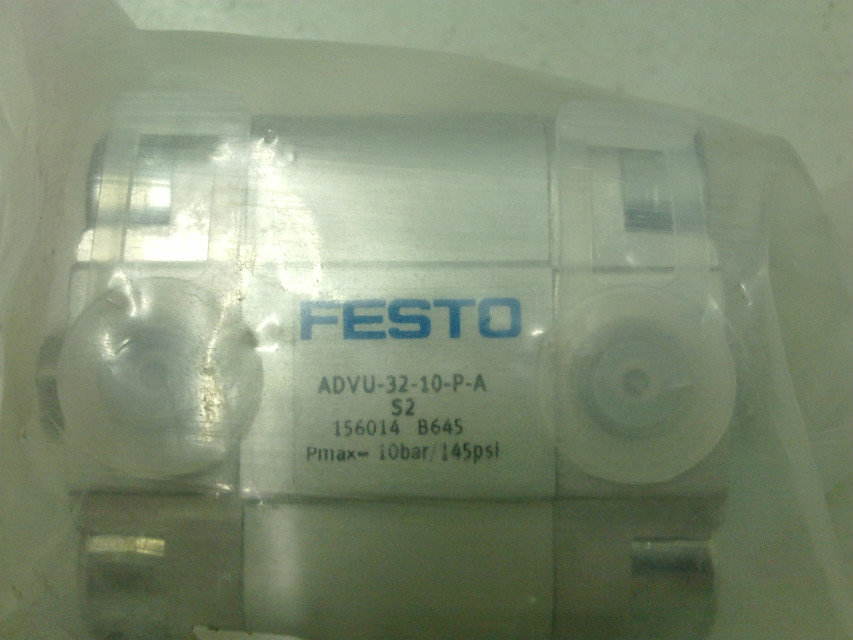 FESTO
ADVU-32-10-P-A
S2
156014 B645
Pmax= 10bar/145psi